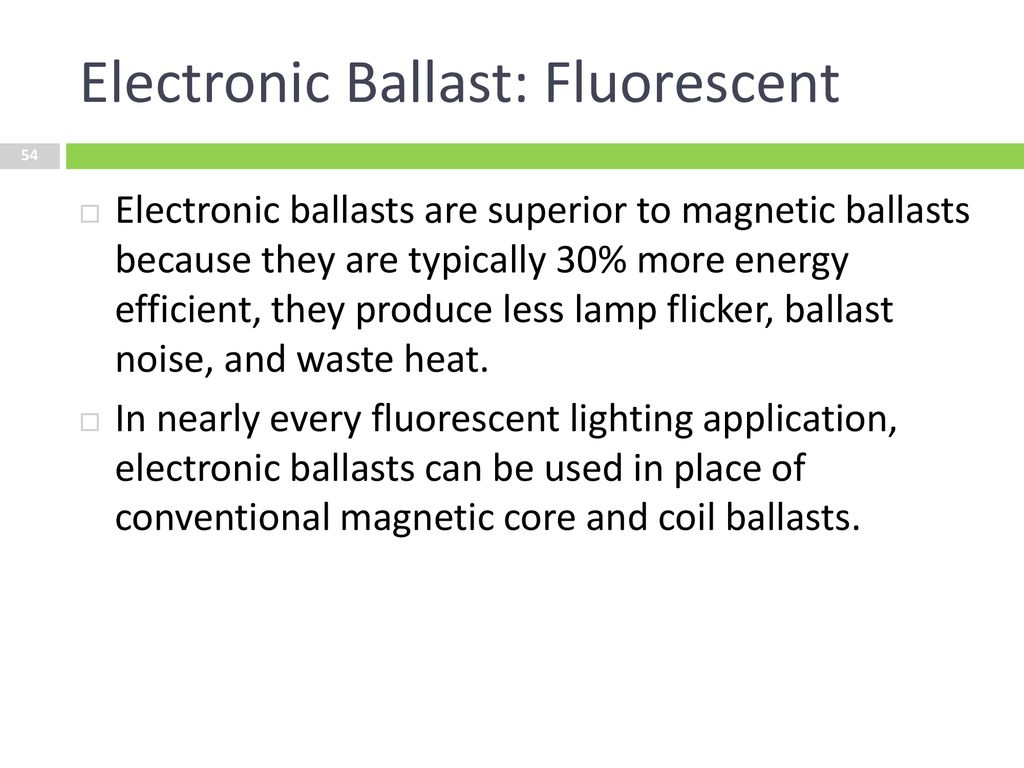 Electronic Ballast: Fluorescent
54
Electronic ballasts are superior to magnetic ballasts
because they are typically 30% more energy
efficient, they produce less lamp flicker, ballast
noise, and waste heat.
In nearly every fluorescent lighting application,
electronic ballasts can be used in place of
conventional magnetic core and coil ballasts.